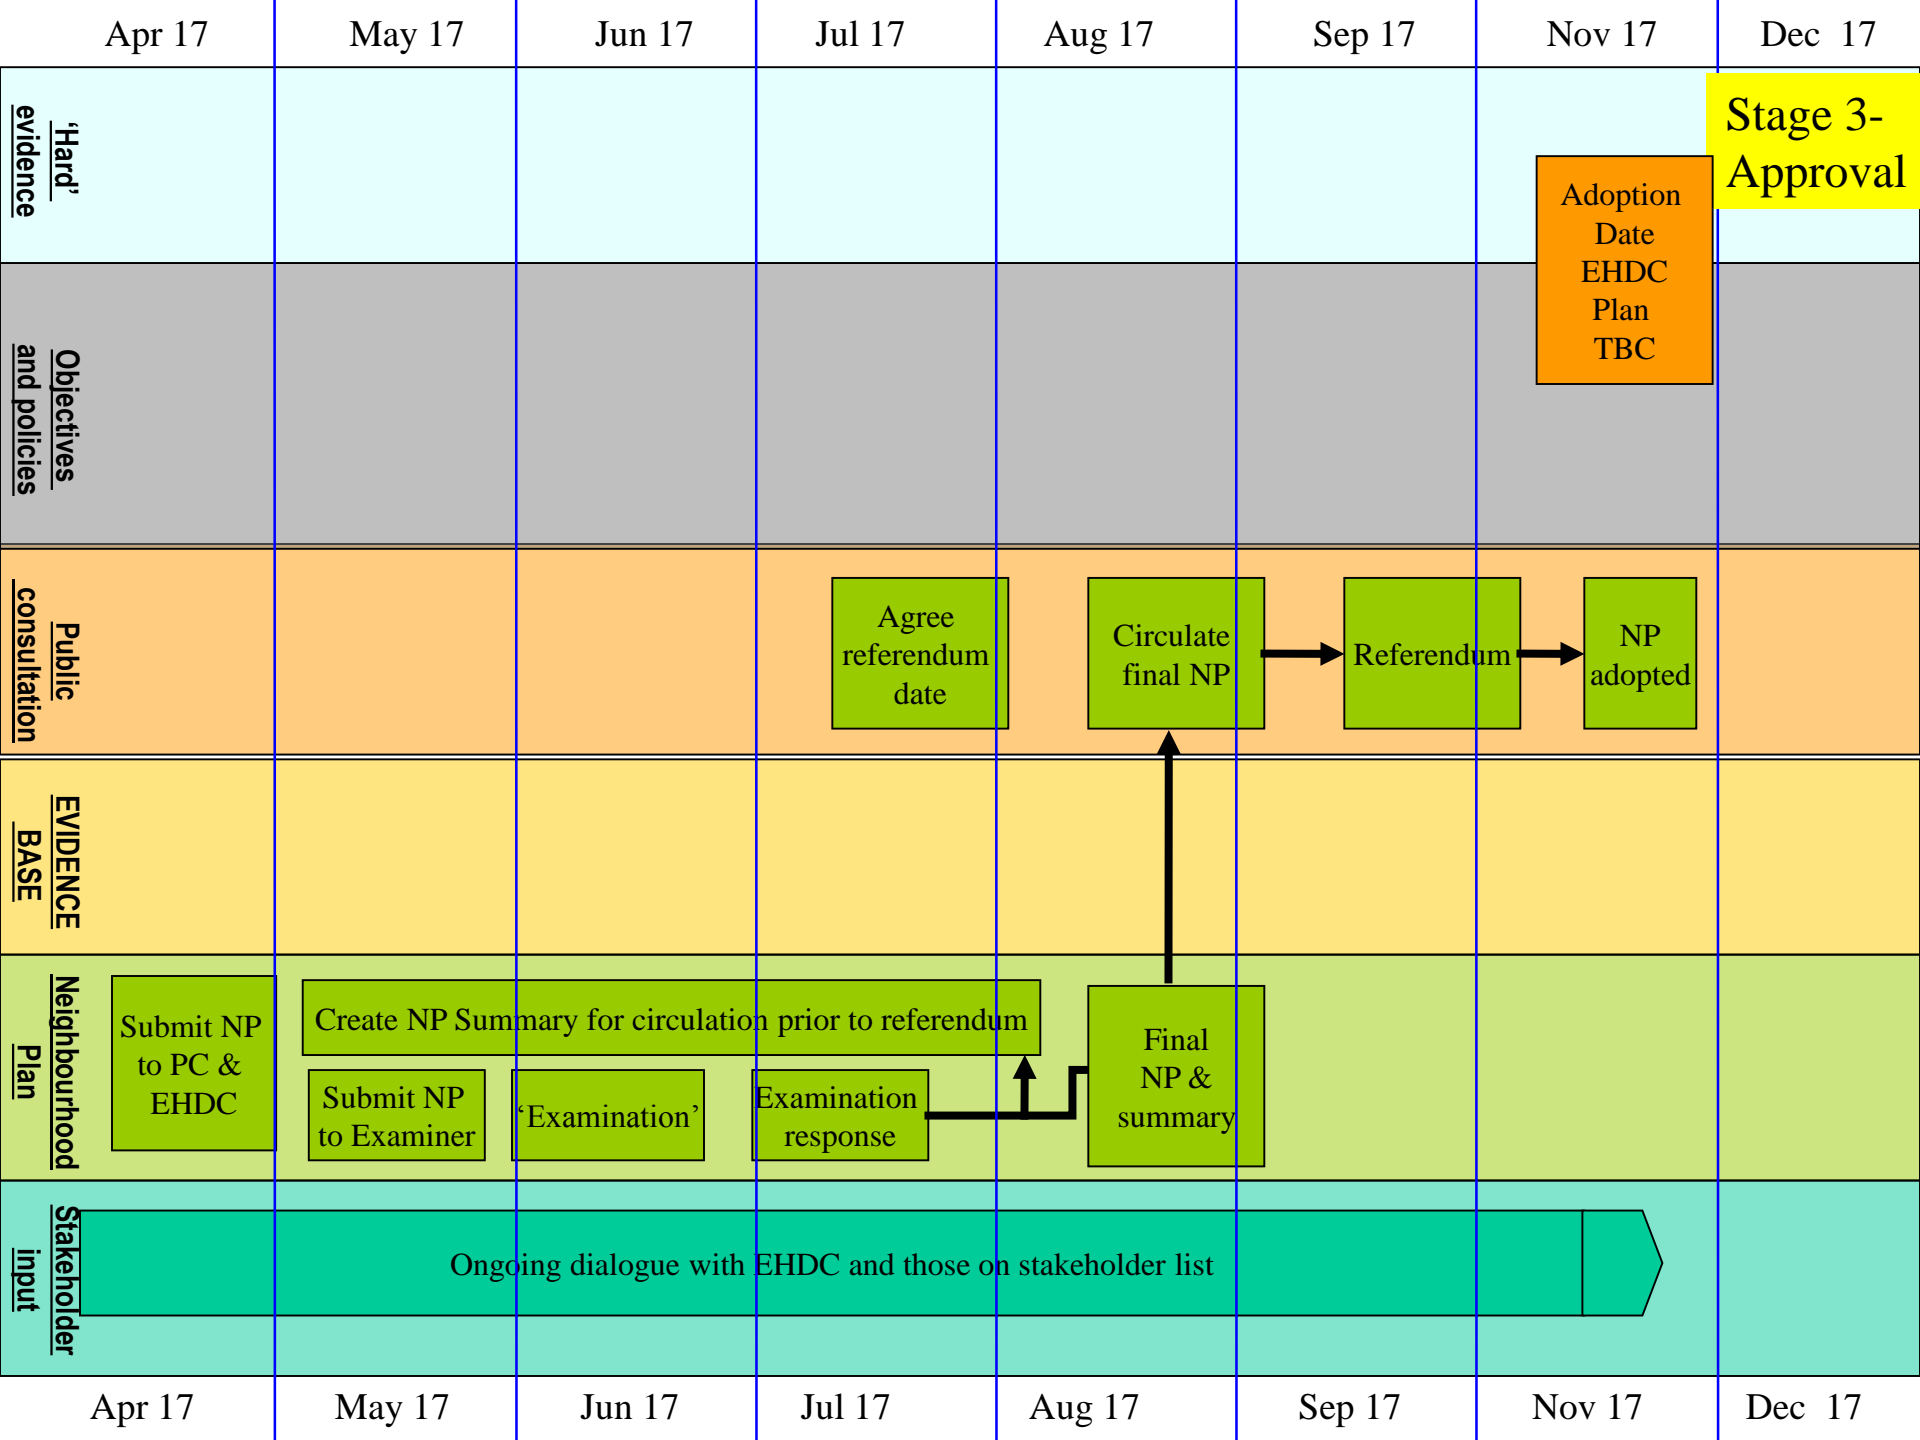 Apr 17
May 17
Jun 17
Jul 17
Aug 17
Sep 17
Nov 17
Dec 17
Stage 3-
Approval
‘Hard’
evidence
Adoption
Date
EHDC
Plan
TBC
Objectives
and policies
Public
consultation
Agree
referendum
date
Circulate
final NP
Referendum
NP
adopted
EVIDENCE
BASE
Neighbourhood
Plan
Submit NP
to PC &
EHDC
Create NP Summary for circulation prior to referendum
Submit NP
to Examiner
‘Examination’
Examination
response
Final
NP &
summary
Stakeholder
input
Ongoing dialogue with EHDC and those on stakeholder list
Apr 17
May 17
Jun 17
Jul 17
Aug 17
Sep 17
Nov 17
Dec 17